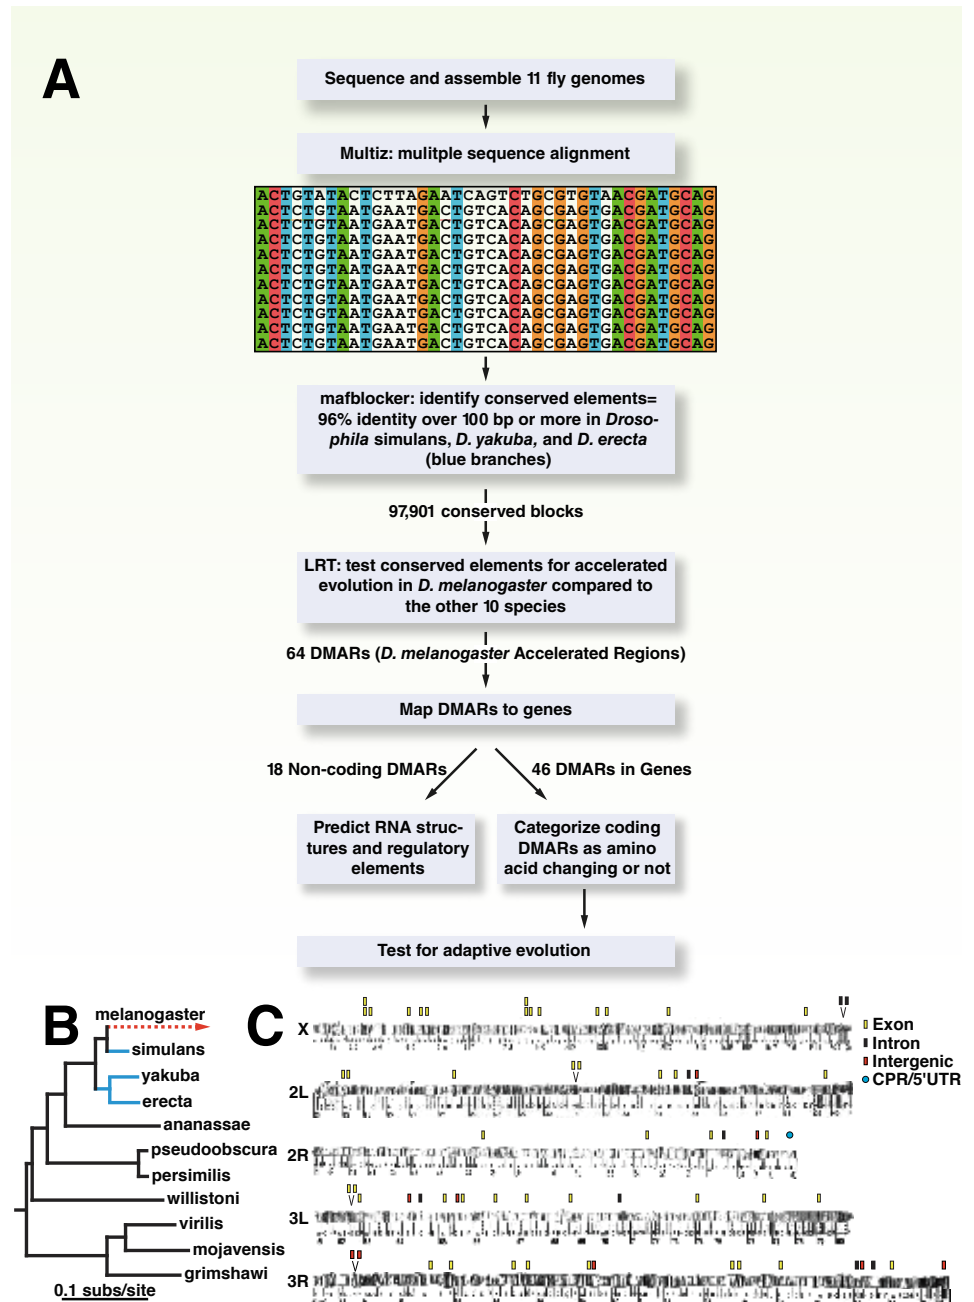 A
Sequence and assemble 11 fly genomes
Multiz: mulitple sequence alignment
ACTGTATACTCTTAGAATCAGTCTGCGTGTAACGATGCAG
ACTCTGTAATGAATGACTGTCACAGCGAGTGACGATGCAG
ACTCTGTAATGAATGACTGTCACAGCGAGTGACGATGCAG
ACTCTGTAATGAATGACTGTCACAGCGAGTGACGATGCAG
ACTCTGTAATGAATGACTGTCACAGCGAGTGACGATGCAG
ACTCTGTAATGAATGACTGTCACAGCGAGTGACGATGCAG
ACTCTGTAATGAATGACTGTCACAGCGAGTGACGATGCAG
ACTCTGTAATGAATGACTGTCACAGCGAGTGACGATGCAG
ACTCTGTAATGAATGACTGTCACAGCGAGTGACGATGCAG
ACTCTGTAATGAATGACTGTCACAGCGAGTGACGATGCAG
ACTCTGTAATGAATGACTGTCACAGCGAGTGACGATGCAG
mafblocker: identify conserved elements=
96% identity over 100 bp or more in Droso-
phila simulans, D. yakuba, and D. erecta
(blue branches)
97,901 conserved blocks
LRT: test conserved elements for accelerated
evolution in D. melanogaster compared to
the other 10 species
64 DMARs (D. melanogaster Accelerated Regions)
Map DMARs to genes
18 Non-coding DMARs
46 DMARs in Genes
Predict RNA struc-
tures and regulatory
elements
Categorize coding
DMARs as amino
acid changing or not
Test for adaptive evolution
B
melanogaster
simulans
yakuba
erecta
ananassae
pseudoobscura
persimilis
willistoni
virilis
mojavensis
grimshawi
0.1 subs/site
C
X
2L
2R
3L
3R
Exon
Intron
Intergenic
CPR/5'UTR